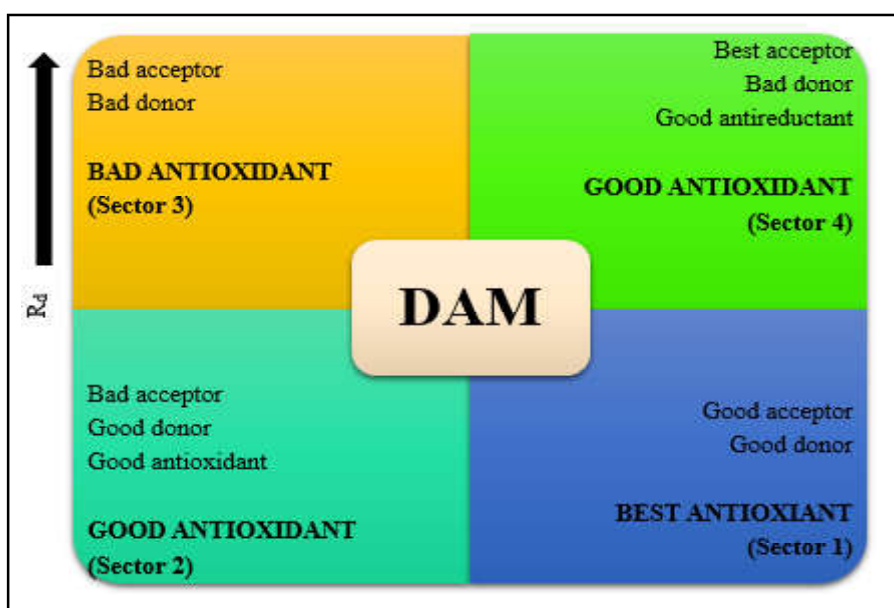 Bad acceptor
Bad donor
BAD ANTIOXIDANT
(Sector 3)
Best acceptor
Bad donor
Good antireductant
GOOD ANTIOXIDANT
(Sector 4)
Rd
DAM
Bad acceptor
Good donor
Good antioxidant
GOOD ANTIOXIDANT
(Sector 2)
Good acceptor
Good donor
BEST ANTIOXIANT
(Sector 1)